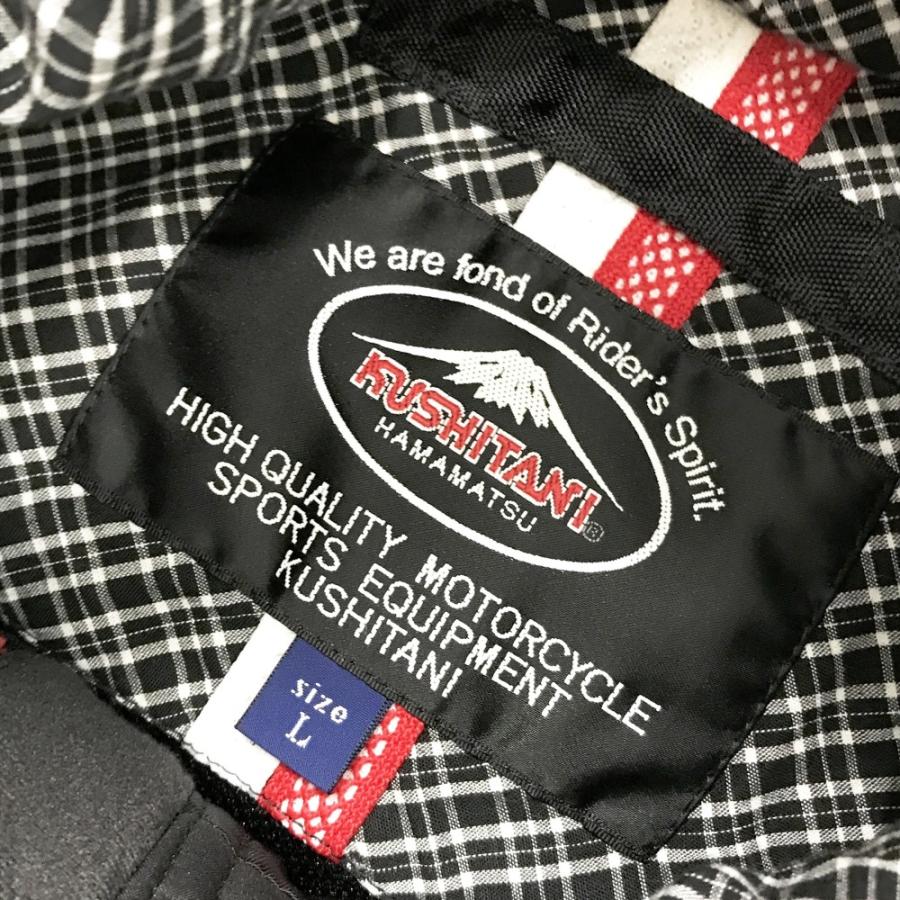 We are fond of Rider's Spirit.
KUSHITANI®
HAMAMATSU
HIGH QUALITY MOTORCYCLE
SPORTS EQUIPMENT
KUSHITANI
size
L